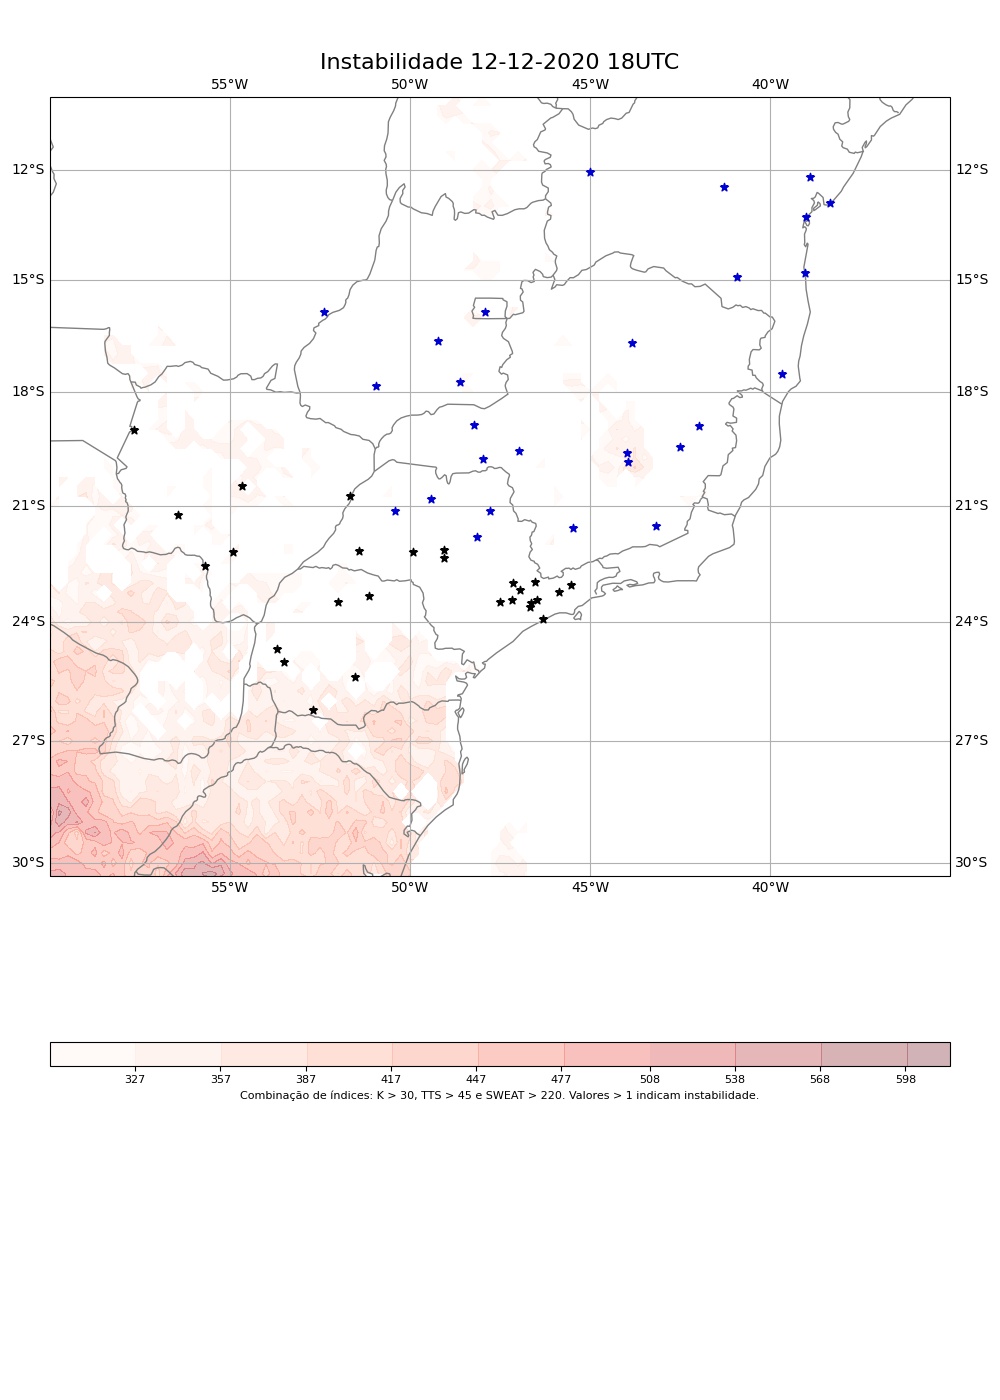 Instabilidade 12-12-2020 18UTC
55°W 50°W 45°W 40°W
12°S 12°S
15°S 15°S
18°S 18°S
21°S 21°S
24°S 24°S
27°S 27°S
30°S 30°S
55°W 50°W 45°W 40°W
327 357 387 417 447 477 508 538 568 598
Combinação de índices: K > 30, TTS > 45 e SWEAT > 220. Valores > 1 indicam instabilidade.